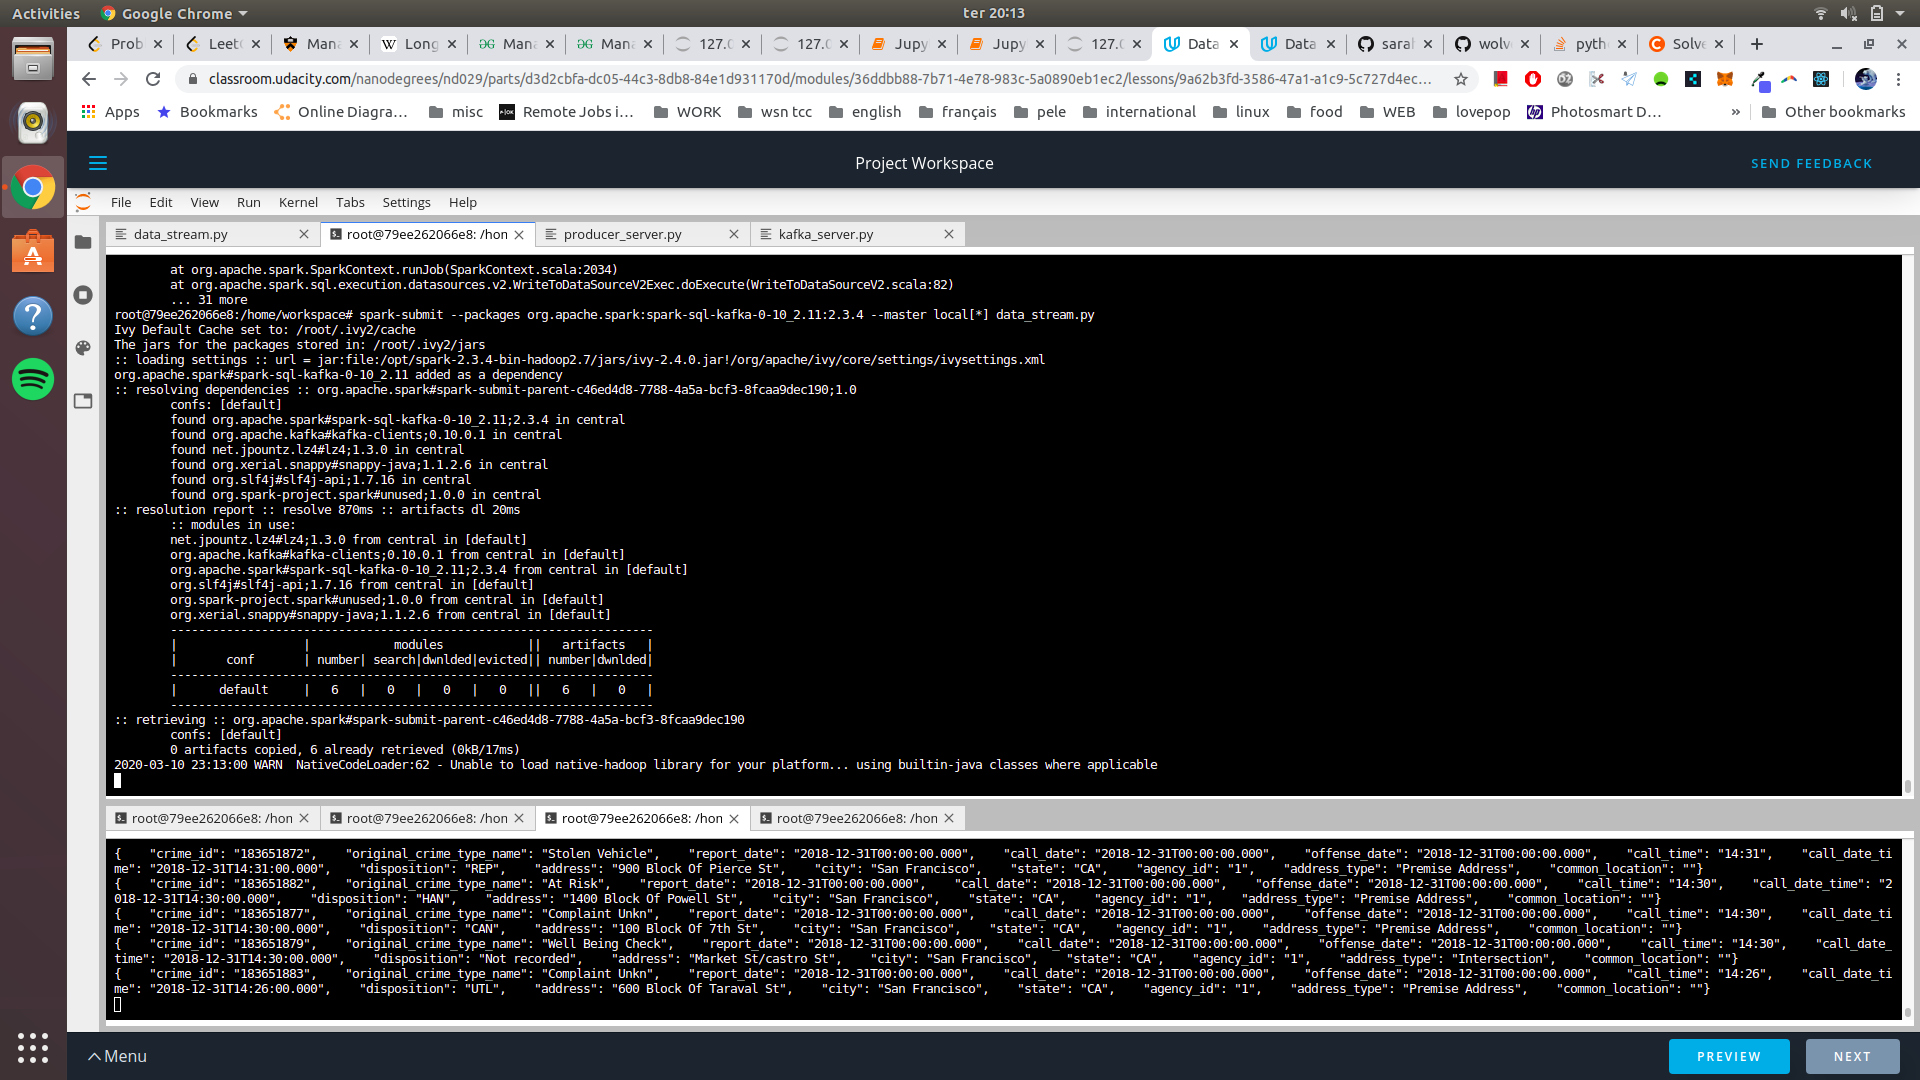 Activities
Google Chrome
ter 20:13
Prob
LeetC
Mana
Long
Mana
Mana
127.0
127.0
Jupy
Jupy
127.0
Data
Data
saral
wolv
pyth
Solve
classroom.udacity.com/nanodegrees/nd029/parts/d3d2cbfa-dc05-44c3-8db8-84e1d931170d/modules/36ddbb88-7b71-4e78-983c-5a0890eb1ec2/lessons/9a62b3fd-3586-47a1-a1c9-5c727d4ec...
Apps
Bookmarks
Online Diagra...
misc
Remote Jobs i...
WORK
wsn tcc
english
français
pele
international
linux
food
WEB
lovepop
Photosmart D...
»
Other bookmarks
Project Workspace
SEND FEEDBACK
File Edit View Run Kernel Tabs Settings Help
data_stream.py
root@79ee262066e8: /hon
producer_server.py
kafka_server.py
at org.apache.spark.SparkContext.runJob(SparkContext.scala:2034)
at org.apache.spark.sql.execution.datasources.v2.WriteToDataSourceV2Exec.doExecute(WriteToDataSourceV2.scala:82)
... 31 more
root@79ee262066e8:/home/workspace# spark-submit --packages org.apache.spark:spark-sql-kafka-0-10_2.11:2.3.4 --master local[*] data_stream.py
Ivy Default Cache set to: /root/.ivy2/cache
The jars for the packages stored in: /root/.ivy2/jars
:: loading settings :: url = jar:file:/opt/spark-2.3.4-bin-hadoop2.7/jars/ivy-2.4.0.jar!/org/apache/ivy/core/settings/ivysettings.xml
org.apache.spark#spark-sql-kafka-0-10_2.11 added as a dependency
:: resolving dependencies :: org.apache.spark#spark-submit-parent-c46ed4d8-7788-4a5a-bcf3-8fcaa9dec190;1.0
confs: [default]
found org.apache.spark#spark-sql-kafka-0-10_2.11;2.3.4 in central
found org.apache.kafka#kafka-clients;0.10.0.1 in central
found net.jpountz.lz4#lz4;1.3.0 in central
found org.xerial.snappy#snappy-java;1.1.2.6 in central
found org.slf4j#slf4j-api;1.7.16 in central
found org.spark-project.spark#unused;1.0.0 in central
:: resolution report :: resolve 870ms :: artifacts dl 20ms
:: modules in use:
net.jpountz.lz4#lz4;1.3.0 from central in [default]
org.apache.kafka#kafka-clients;0.10.0.1 from central in [default]
org.apache.spark#spark-sql-kafka-0-10_2.11;2.3.4 from central in [default]
org.slf4j#slf4j-api;1.7.16 from central in [default]
org.spark-project.spark#unused;1.0.0 from central in [default]
org.xerial.snappy#snappy-java;1.1.2.6 from central in [default]
---------------------------------------------------------------------
|                  |            modules            ||   artifacts   |
|       conf       | number| search|dwnlded|evicted|| number|dwnlded|
---------------------------------------------------------------------
|      default     |   6   |   0   |   0   |   0   ||   6   |   0   |
---------------------------------------------------------------------
:: retrieving :: org.apache.spark#spark-submit-parent-c46ed4d8-7788-4a5a-bcf3-8fcaa9dec190
confs: [default]
0 artifacts copied, 6 already retrieved (0kB/17ms)
2020-03-10 23:13:00 WARN  NativeCodeLoader:62 - Unable to load native-hadoop library for your platform... using builtin-java classes where applicable
root@79ee262066e8: /hon
root@79ee262066e8: /hon
root@79ee262066e8: /hon
root@79ee262066e8: /hon
{    "crime_id": "183651872",    "original_crime_type_name": "Stolen Vehicle",    "report_date": "2018-12-31T00:00:00.000",    "call_date": "2018-12-31T00:00:00.000",    "offense_date": "2018-12-31T00:00:00.000",    "call_time": "14:31",    "call_date_ti
me": "2018-12-31T14:31:00.000",    "disposition": "REP",    "address": "900 Block Of Pierce St",    "city": "San Francisco",    "state": "CA",    "agency_id": "1",    "address_type": "Premise Address",    "common_location": ""}
{    "crime_id": "183651882",    "original_crime_type_name": "At Risk",    "report_date": "2018-12-31T00:00:00.000",    "call_date": "2018-12-31T00:00:00.000",    "offense_date": "2018-12-31T00:00:00.000",    "call_time": "14:30",    "call_date_time": "2
018-12-31T14:30:00.000",    "disposition": "HAN",    "address": "1400 Block Of Powell St",    "city": "San Francisco",    "state": "CA",    "agency_id": "1",    "address_type": "Premise Address",    "common_location": ""}
{    "crime_id": "183651877",    "original_crime_type_name": "Complaint Unkn",    "report_date": "2018-12-31T00:00:00.000",    "call_date": "2018-12-31T00:00:00.000",    "offense_date": "2018-12-31T00:00:00.000",    "call_time": "14:30",    "call_date_ti
me": "2018-12-31T14:30:00.000",    "disposition": "CAN",    "address": "100 Block Of 7th St",    "city": "San Francisco",    "state": "CA",    "agency_id": "1",    "address_type": "Premise Address",    "common_location": ""}
{    "crime_id": "183651879",    "original_crime_type_name": "Well Being Check",    "report_date": "2018-12-31T00:00:00.000",    "call_date": "2018-12-31T00:00:00.000",    "offense_date": "2018-12-31T00:00:00.000",    "call_time": "14:30",    "call_date_
time": "2018-12-31T14:30:00.000",    "disposition": "Not recorded",    "address": "Market St/castro St",    "city": "San Francisco",    "state": "CA",    "agency_id": "1",    "address_type": "Intersection",    "common_location": ""}
{    "crime_id": "183651883",    "original_crime_type_name": "Complaint Unkn",    "report_date": "2018-12-31T00:00:00.000",    "call_date": "2018-12-31T00:00:00.000",    "offense_date": "2018-12-31T00:00:00.000",    "call_time": "14:26",    "call_date_ti
me": "2018-12-31T14:26:00.000",    "disposition": "UTL",    "address": "600 Block Of Taraval St",    "city": "San Francisco",    "state": "CA",    "agency_id": "1",    "address_type": "Premise Address",    "common_location": ""}
Menu
PREVIEW
NEXT